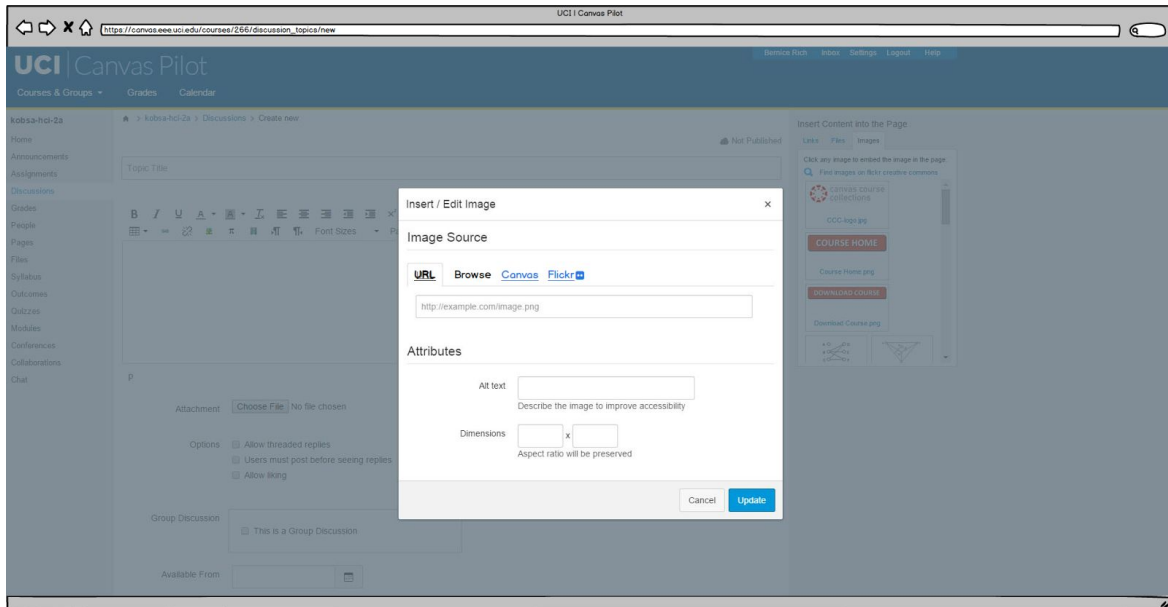 UCI | Canvas Pilot
https://canvas.eee.uci.edu/courses/266/discussion_topics/new
UCI | Canvas Pilot
Bernice Rich Inbox Settings Logout Help
Courses & Groups Grades Calendar
kobsa-hci-2a
Home
Announcements
Assignments
Discussions
Grades
People
Pages
Files
Syllabus
Outcomes
Quizzes
Modules
Conferences
Collaborations
Chat
> kobsa-hci-2a > Discussions > Create new
Not Published
Topic Title
B I U A
Font Sizes
P
Attachment Choose File No file chosen
Options Allow threaded replies
Users must post before seeing replies
Allow liking
Group Discussion
This is a Group Discussion
Available From
Insert / Edit Image ×
Image Source
URL Browse Canvas Flickr
http://example.com/image.png
Attributes
Alt text
Describe the image to improve accessibility
Dimensions x
Aspect ratio will be preserved
Cancel Update
Insert Content into the Page
Links Files Images
Click any image to embed the image in the page.
Find images on flickr creative commons
canvas course
collections
CCC-logo.jpg
COURSE HOME
Course Home.png
DOWNLOAD COURSE
Download Course.png